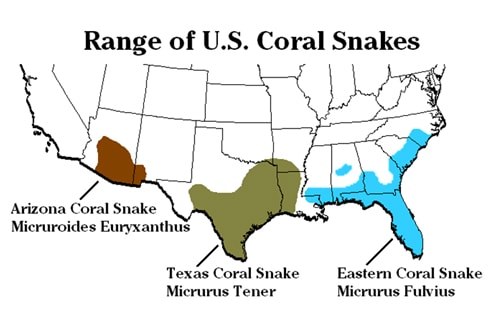 Range of U.S. Coral Snakes
Arizona Coral Snake
Micruroides Euryxanthus
Texas Coral Snake
Micrurus Tener
Eastern Coral Snake
Micrurus Fulvius